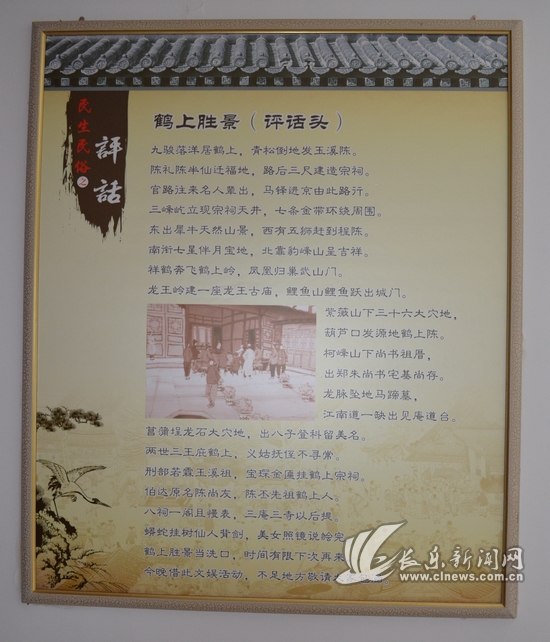 民生民俗之
評話
鹤上胜景（评话头）
九骏落洋居鹤上，青松倒地发玉溪陈。
陈礼陈半仙迁福地，路后三尺建造宗祠。
官路往来名人辈出，马铎进京由此路行。
三峰屹立现宗祠天井，七条金带环绕周围。
东出犀牛天然山景，西有五狮赶到程陈。
南衔七星伴月宝地，北靠韵峰山呈吉祥。
祥鹤奔飞鹤上岭，凤凰归巢武山门。
龙王岭建一座龙王古庙，鲤鱼山鲤鱼跃出城门。
紫薇山下三十六大穴地，
葫芦口发源地鹤上陈。
柯峰山下尚书祖厝，
出郑朱尚书宅基尚存。
龙脉坠地马蹄墓，
江南道一缺出见庵道台。
菖蒲埕龙石大穴地，出八子登科留美名。
两世三王庇鹤上，义姑抚侄不寻常。
刑部若霖玉溪祖，宝琛金匾挂鹤上宗祠。
伯达原名陈尚友，陈丕先祖鹤上人。
八祠一阁且慢表，三庵三寺以后提。
蟒蛇挂树仙人背剑，美女照镜说给定
鹤上胜景当洗口，时间有限下次再来
今晚借此文娱活动，不足地方敬请
长乐新闻网
www.clnews.com.cn